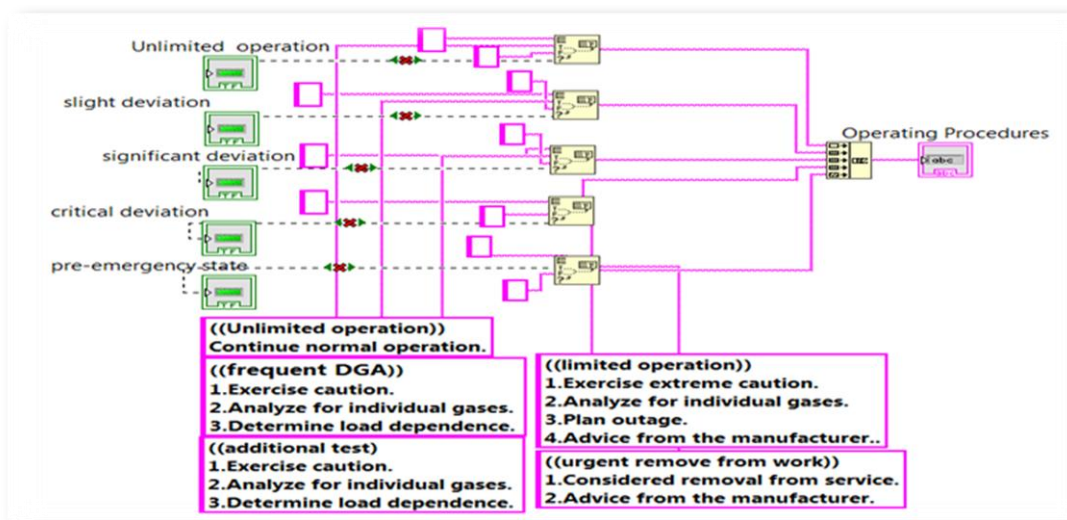 Unlimited operation
slight deviation
significant deviation
critical deviation
pre-emergency state
Operating Procedures
abc
abc
((Unlimited operation))
Continue normal operation.
((frequent DGA))
1.Exercise caution.
2.Analyze for individual gases.
3.Determine load dependence.
((additional test)
1.Exercise caution.
2.Analyze for individual gases.
3.Determine load dependence.
((limited operation))
1.Exercise extreme caution.
2.Analyze for individual gases.
3.Plan outage.
4.Advice from the manufacturer..
((urgent remove from work))
1.Considered removal from service.
2.Advice from the manufacturer.